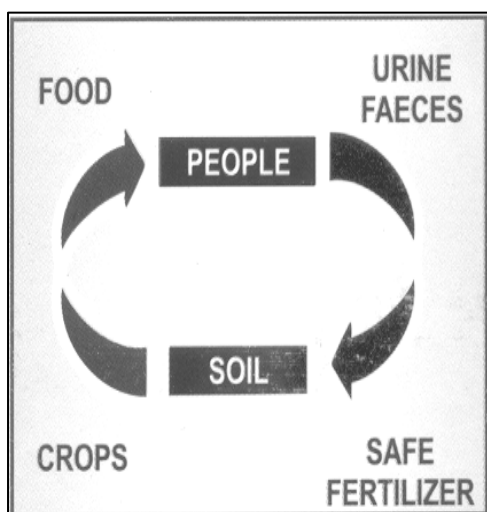 FOOD
URINE
FAECES
PEOPLE
SOIL
CROPS
SAFE
FERTILIZER